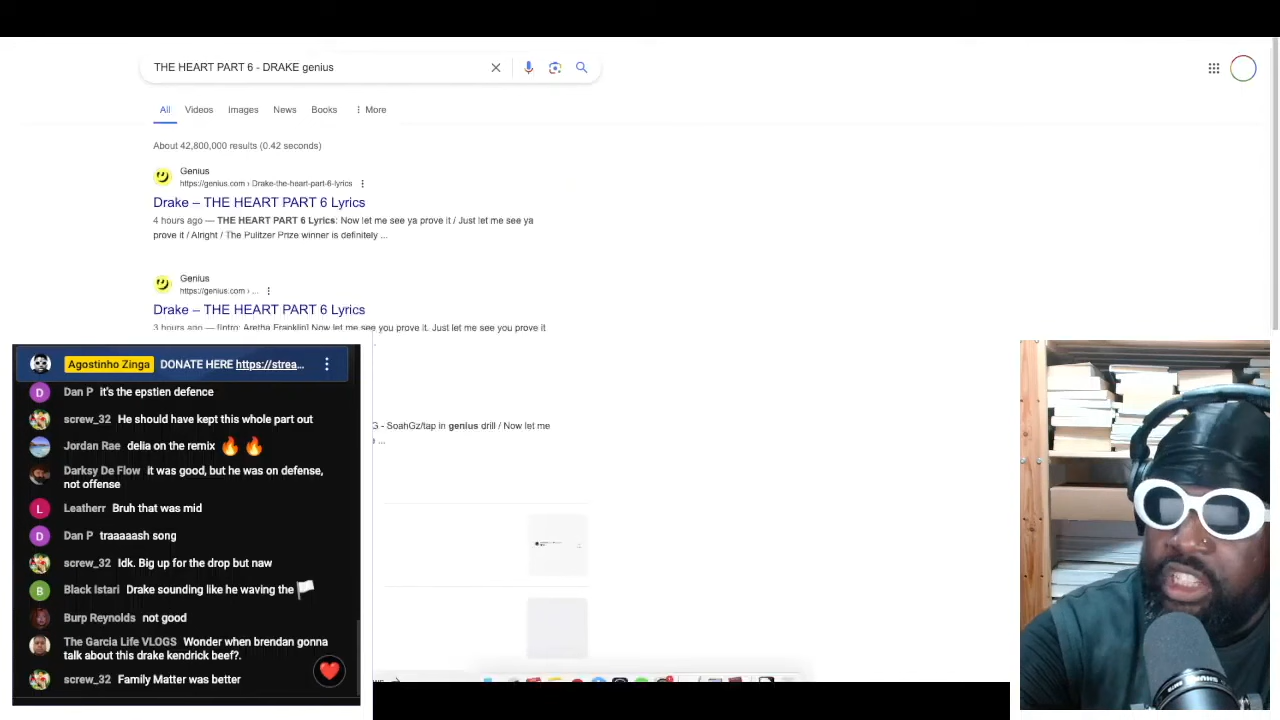 THE HEART PART 6 - DRAKE genius
All Videos Images News Books More
About 42,800,000 results (0.42 seconds)
Genius
https://genius.com › Drake-the-heart-part-6-lyrics
Drake – THE HEART PART 6 Lyrics
4 hours ago — THE HEART PART 6 Lyrics: Now let me see ya prove it / Just let me see ya
prove it / Alright / The Pulitzer Prize winner is definitely ...
Genius
https://genius.com › ...
Drake – THE HEART PART 6 Lyrics
3 hours ago — [Intro: Aretha Franklin] Now let me see you prove it. Just let me see you prove it
G - SoahGz/tap in genius drill / Now let me
...
Agostinho Zinga DONATE HERE https://strea...
Dan P it's the epstien defence
screw_32 He should have kept this whole part out
Jordan Rae delia on the remix 🔥 🔥
Darksy De Flow it was good, but he was on defense,
not offense
Leatherr Bruh that was mid
Dan P traaaaash song
screw_32 Idk. Big up for the drop but naw
Black Istari Drake sounding like he waving the 🏳️
Burp Reynolds not good
The Garcia Life VLOGS Wonder when brendan gonna
talk about this drake kendrick beef?.
screw_32 Family Matter was better